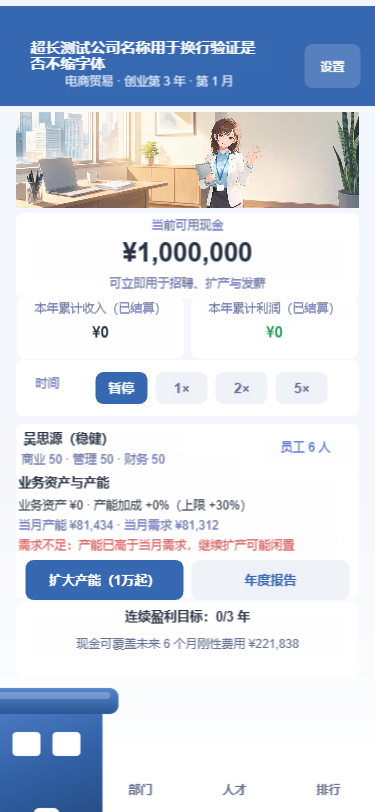 超长测试公司名称用于换行验证是
否不缩字体
电商贸易 · 创业第 3 年 · 第 1 月
设置
当前可用现金
¥1,000,000
可立即用于招聘、扩产与发薪
本年累计收入（已结算）
¥0
本年累计利润（已结算）
¥0
时间
暂停
1×
2×
5×
吴思源（稳健）
商业 50 · 管理 50 · 财务 50
员工 6 人
业务资产与产能
业务资产 ¥0 · 产能加成 +0%（上限 +30%）
当月产能 ¥81,434 · 当月需求 ¥81,312
需求不足：产能已高于当月需求，继续扩产可能闲置
扩大产能（1万起）
年度报告
连续盈利目标：0/3 年
现金可覆盖未来 6 个月刚性费用 ¥221,838
部门
人才
排行